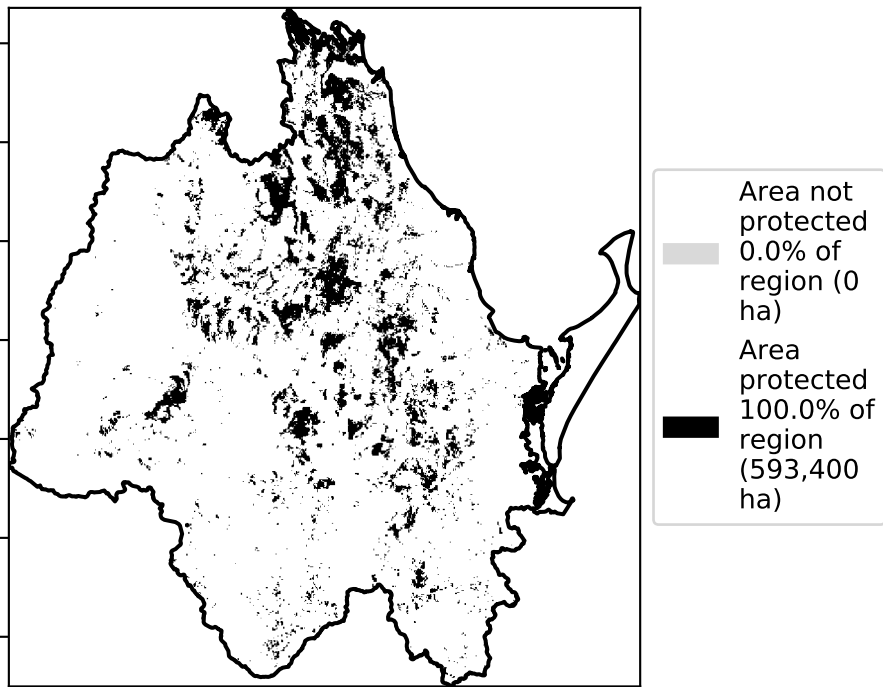 Area not
protected
0.0% of
region (0
ha)
Area
protected
100.0% of
region
(593,400
ha)